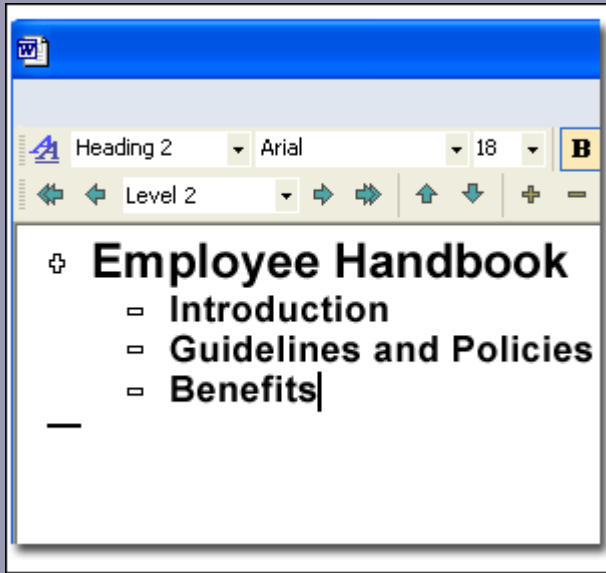 Heading 2 Arial 18 B
Level 2
Employee Handbook
Introduction
Guidelines and Policies
Benefits